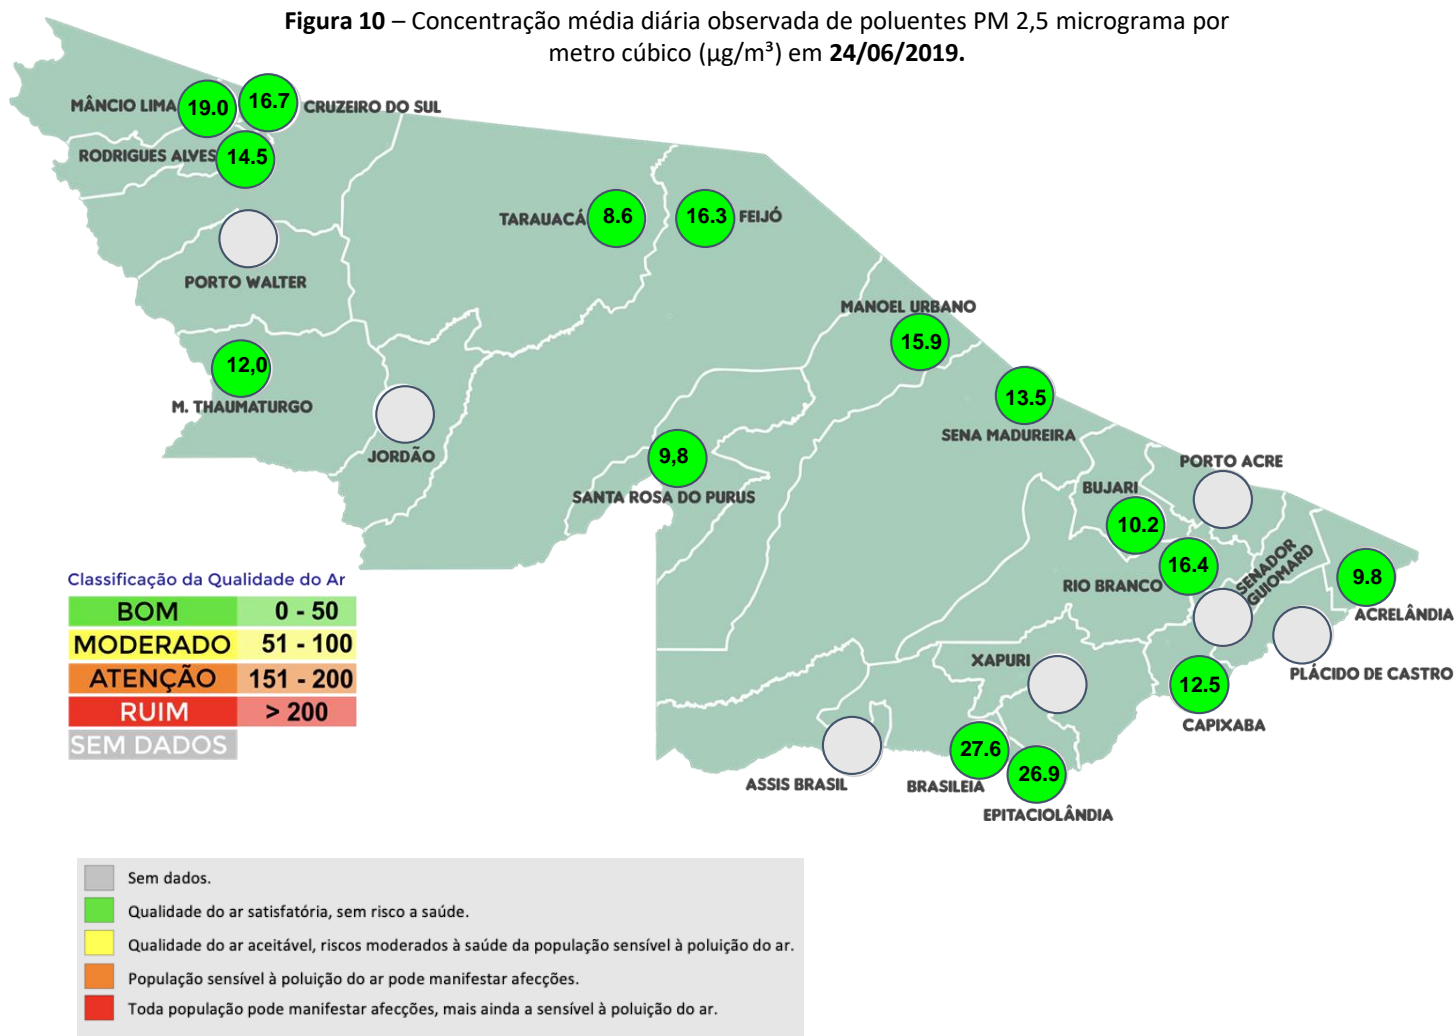 Figura 10 – Concentração média diária observada de poluentes PM 2,5 micrograma por
metro cúbico (µg/m³) em 24/06/2019.
MÂNCIO LIMA
19.0
16.7
CRUZEIRO DO SUL
RODRIGUES ALVES
14.5
TARAUACÁ
8.6
16.3
FEIJÓ
PORTO WALTER
MANOEL URBANO
15.9
12,0
M. THAUMATURGO
13.5
SENA MADUREIRA
JORDÃO
9,8
SANTA ROSA DO PURUS
PORTO ACRE
BUJARI
10.2
RIO BRANCO
16.4
SENADOR
GUIOMARD
9.8
ACRELÂNDIA
PLÁCIDO DE CASTRO
XAPURI
12.5
CAPIXABA
ASSIS BRASIL
27.6
BRASILEIA
26.9
EPITACIOLÂNDIA
Classificação da Qualidade do Ar
BOM 0 - 50
MODERADO 51 - 100
ATENÇÃO 151 - 200
RUIM > 200
SEM DADOS
Sem dados.
Qualidade do ar satisfatória, sem risco a saúde.
Qualidade do ar aceitável, riscos moderados à saúde da população sensível à poluição do ar.
População sensível à poluição do ar pode manifestar afecções.
Toda população pode manifestar afecções, mais ainda a sensível à poluição do ar.